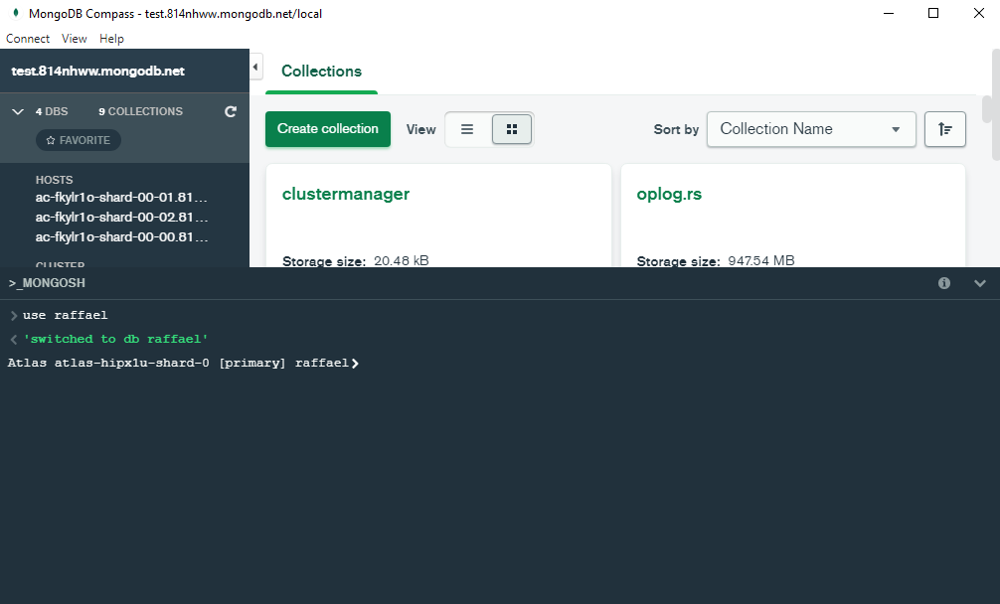 MongoDB Compass - test.814nhww.mongodb.net/local
Connect View Help
test.814nhww.mongodb.net
4 DBS 9 COLLECTIONS
FAVORITE
HOSTS
ac-fkylr1o-shard-00-01.81...
ac-fkylr1o-shard-00-02.81...
ac-fkylr1o-shard-00-00.81...
CLUSTER
Collections
Create collection View Sort by Collection Name
clustermanager
Storage size: 20.48 kB
oplog.rs
Storage size: 947.54 MB
>_MONGOSH
> use raffael
< 'switched to db raffael'
Atlas atlas-hipx1u-shard-0 [primary] raffael>